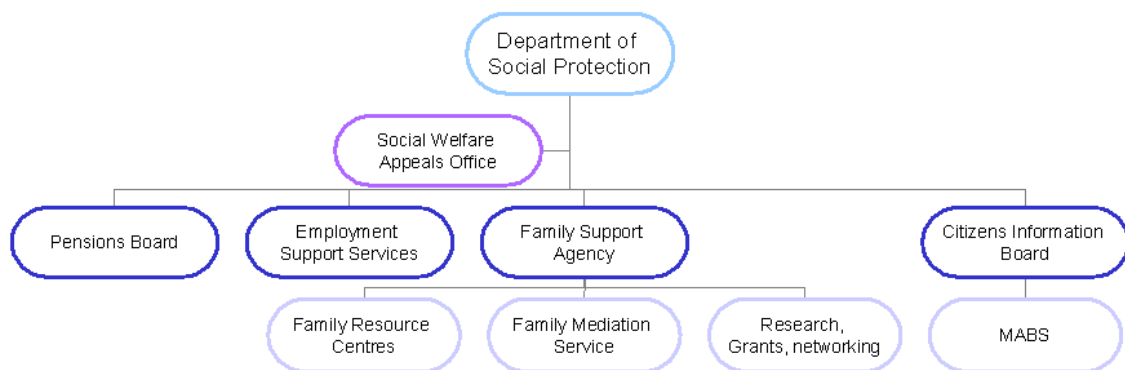 Department of
Social Protection
Social Welfare
Appeals Office
Pensions Board
Employment
Support Services
Family Support
Agency
Citizens Information
Board
Family Resource
Centres
Family Mediation
Service
Research,
Grants, networking
MABS